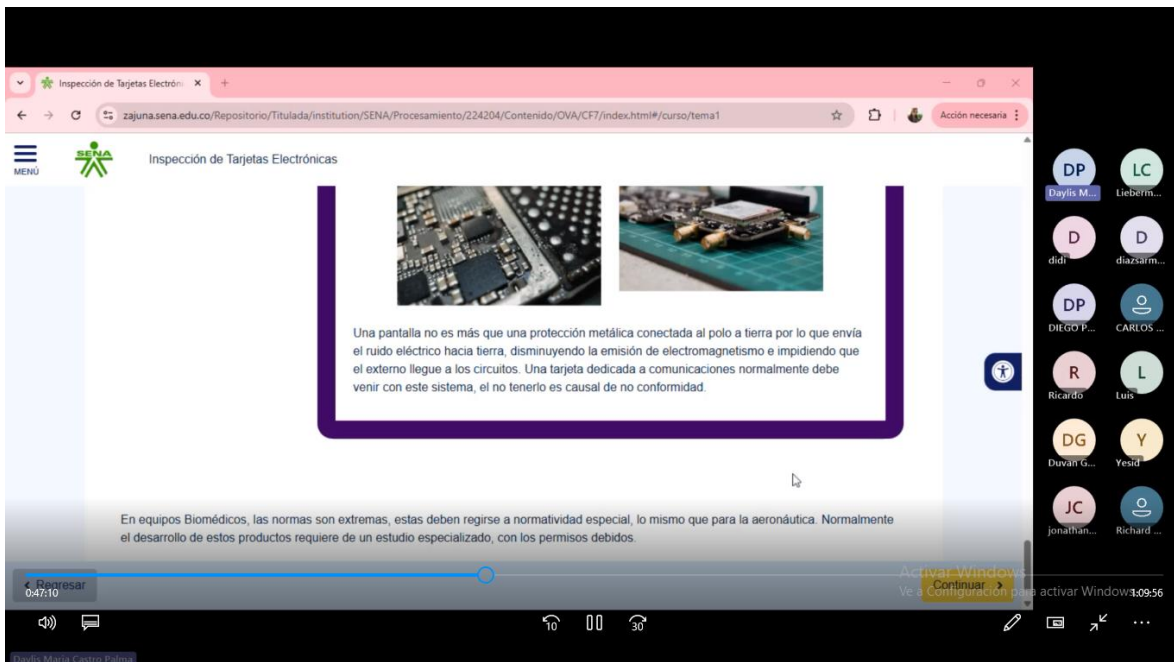 Inspección de Tarjetas Electróni
zajuna.sena.edu.co/Repositorio/Titulada/institution/SENA/Procesamiento/224204/Contenido/OVA/CF7/index.html#/curso/tema1
Acción necesaria
MENÚ
SENA
Inspección de Tarjetas Electrónicas
Una pantalla no es más que una protección metálica conectada al polo a tierra por lo que envía
el ruido eléctrico hacia tierra, disminuyendo la emisión de electromagnetismo e impidiendo que
el externo llegue a los circuitos. Una tarjeta dedicada a comunicaciones normalmente debe
venir con este sistema, el no tenerlo es causal de no conformidad.
En equipos Biomédicos, las normas son extremas, estas deben regirse a normatividad especial, lo mismo que para la aeronáutica. Normalmente
el desarrollo de estos productos requiere de un estudio especializado, con los permisos debidos.
Regresar
Continuar
Activar Windows
Ve a Configuración para activar Windows.
0:47:10
1:09:56
10
30
Daylis Maria Castro Palma
DP
Daylis M...
LC
Lieberm...
D
didi
D
diazsarm...
DP
DIEGO P...
CARLOS ...
R
Ricardo
L
Luis
DG
Duvan G...
Y
Yesid
JC
jonathan...
Richard ...